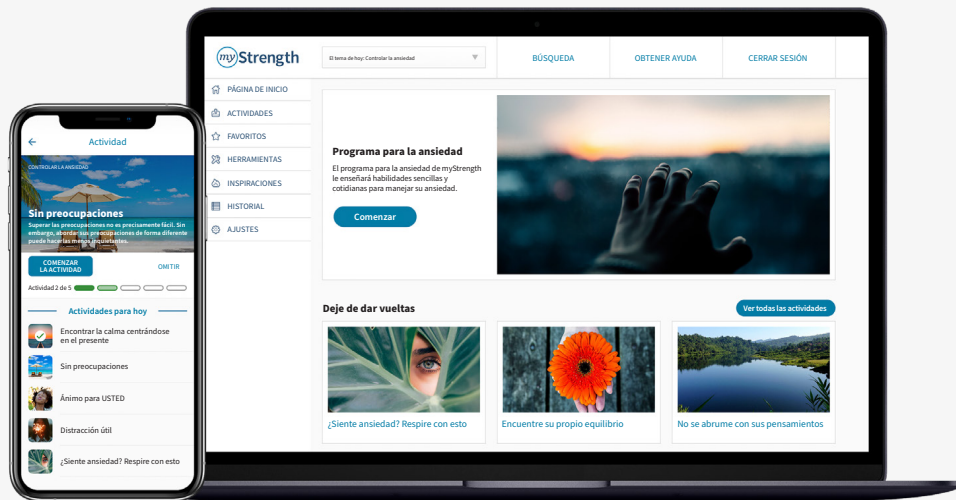 Actividad
CONTROLAR LA ANSIEDAD
Sin preocupaciones
Superar las preocupaciones no es precisamente fácil. Sin
embargo, abordar sus preocupaciones de forma diferente
puede hacerlas menos inquietantes.
COMENZAR
LA ACTIVIDAD
OMITIR
Actividad 2 de 5
Actividades para hoy
Encontrar la calma centrándose
en el presente
Sin preocupaciones
Ánimo para USTED
Distracción útil
¿Siente ansiedad? Respire con esto
myStrength
El tema de hoy: Controlar la ansiedad
BÚSQUEDA
OBTENER AYUDA
CERRAR SESIÓN
PÁGINA DE INICIO
ACTIVIDADES
FAVORITOS
HERRAMIENTAS
INSPIRACIONES
HISTORIAL
AJUSTES
Programa para la ansiedad
El programa para la ansiedad de myStrength
le enseñará habilidades sencillas y
cotidianas para manejar su ansiedad.
Comenzar
Deje de dar vueltas
Ver todas las actividades
¿Siente ansiedad? Respire con esto
Encuentre su propio equilibrio
No se abrume con sus pensamientos